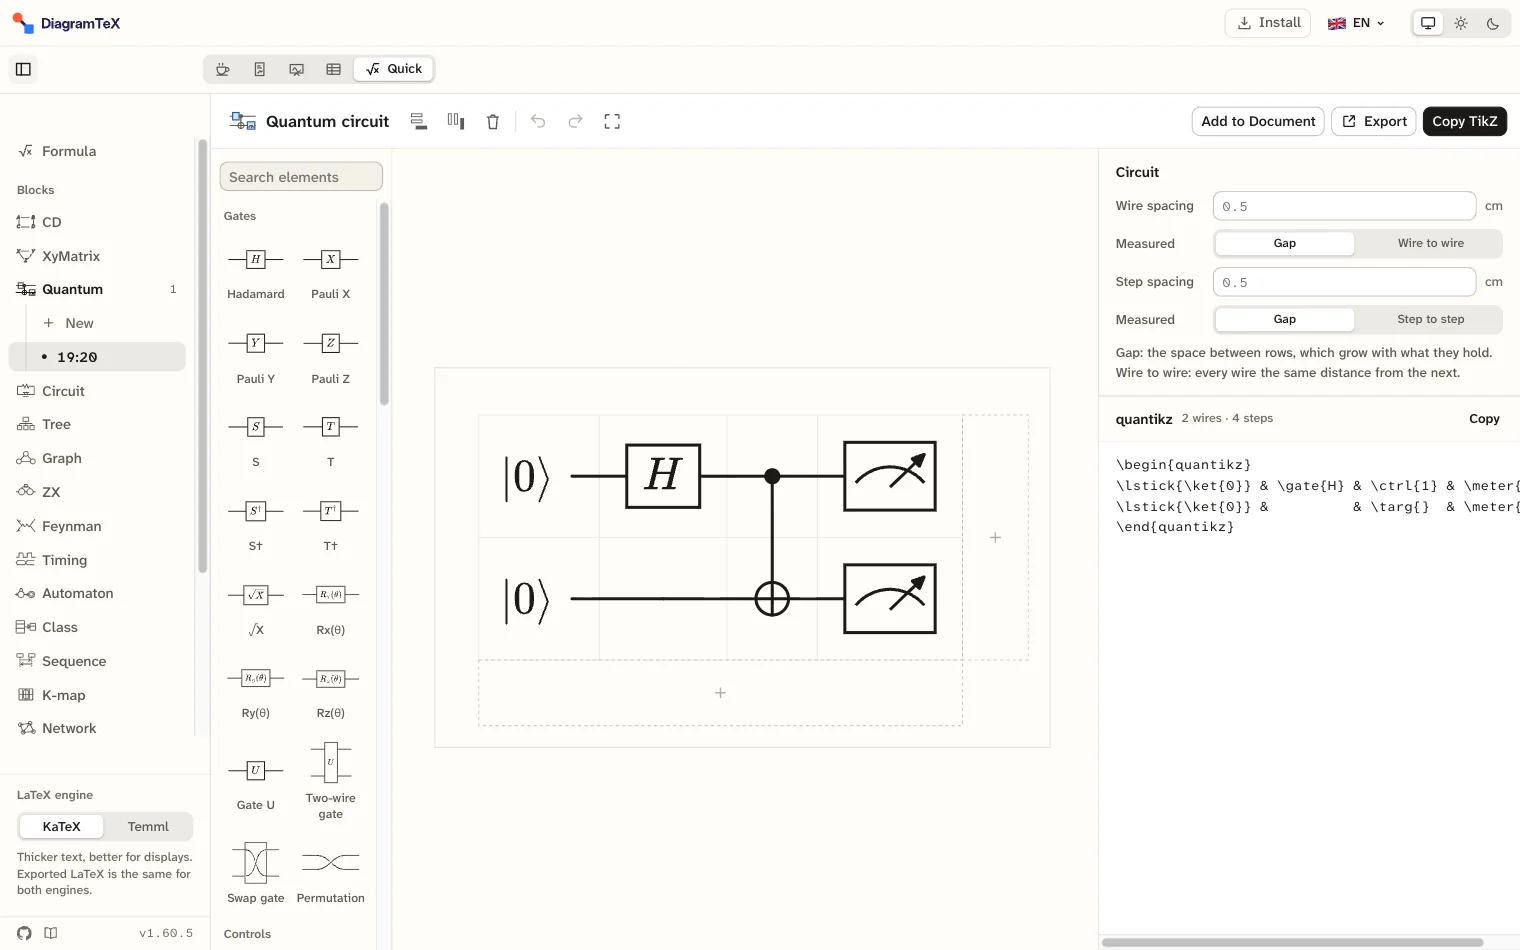 DiagramTeX
Install
EN
Quick
Quantum circuit
Add to Document
Export
Copy TikZ
Formula
Blocks
CD
XyMatrix
Quantum
1
New
19:20
Circuit
Tree
Graph
ZX
Feynman
Timing
Automaton
Class
Sequence
K-map
Network
LaTeX engine
KaTeX
Temml
Thicker text, better for displays.
Exported LaTeX is the same for
both engines.
v1.60.5
Search elements
Gates
H
X
Hadamard
Pauli X
Y
Z
Pauli Y
Pauli Z
S
T
S
T
S†
T†
S†
T†
√X
Rₓ(θ)
√X
Rx(θ)
R_y(θ)
R_z(θ)
Ry(θ)
Rz(θ)
U
U
Gate U
Two-wire
gate
Swap gate
Permutation
Controls
|0⟩
H
|0⟩
Circuit
Wire spacing
0.5
cm
Measured
Gap
Wire to wire
Step spacing
0.5
cm
Measured
Gap
Step to step
Gap: the space between rows, which grow with what they hold.
Wire to wire: every wire the same distance from the next.
quantikz
2 wires · 4 steps
Copy
\begin{quantikz}
\lstick{\ket{0}} & \gate{H} & \ctrl{1} & \meter{
\lstick{\ket{0}} &          & \targ{}  & \meter{
\end{quantikz}